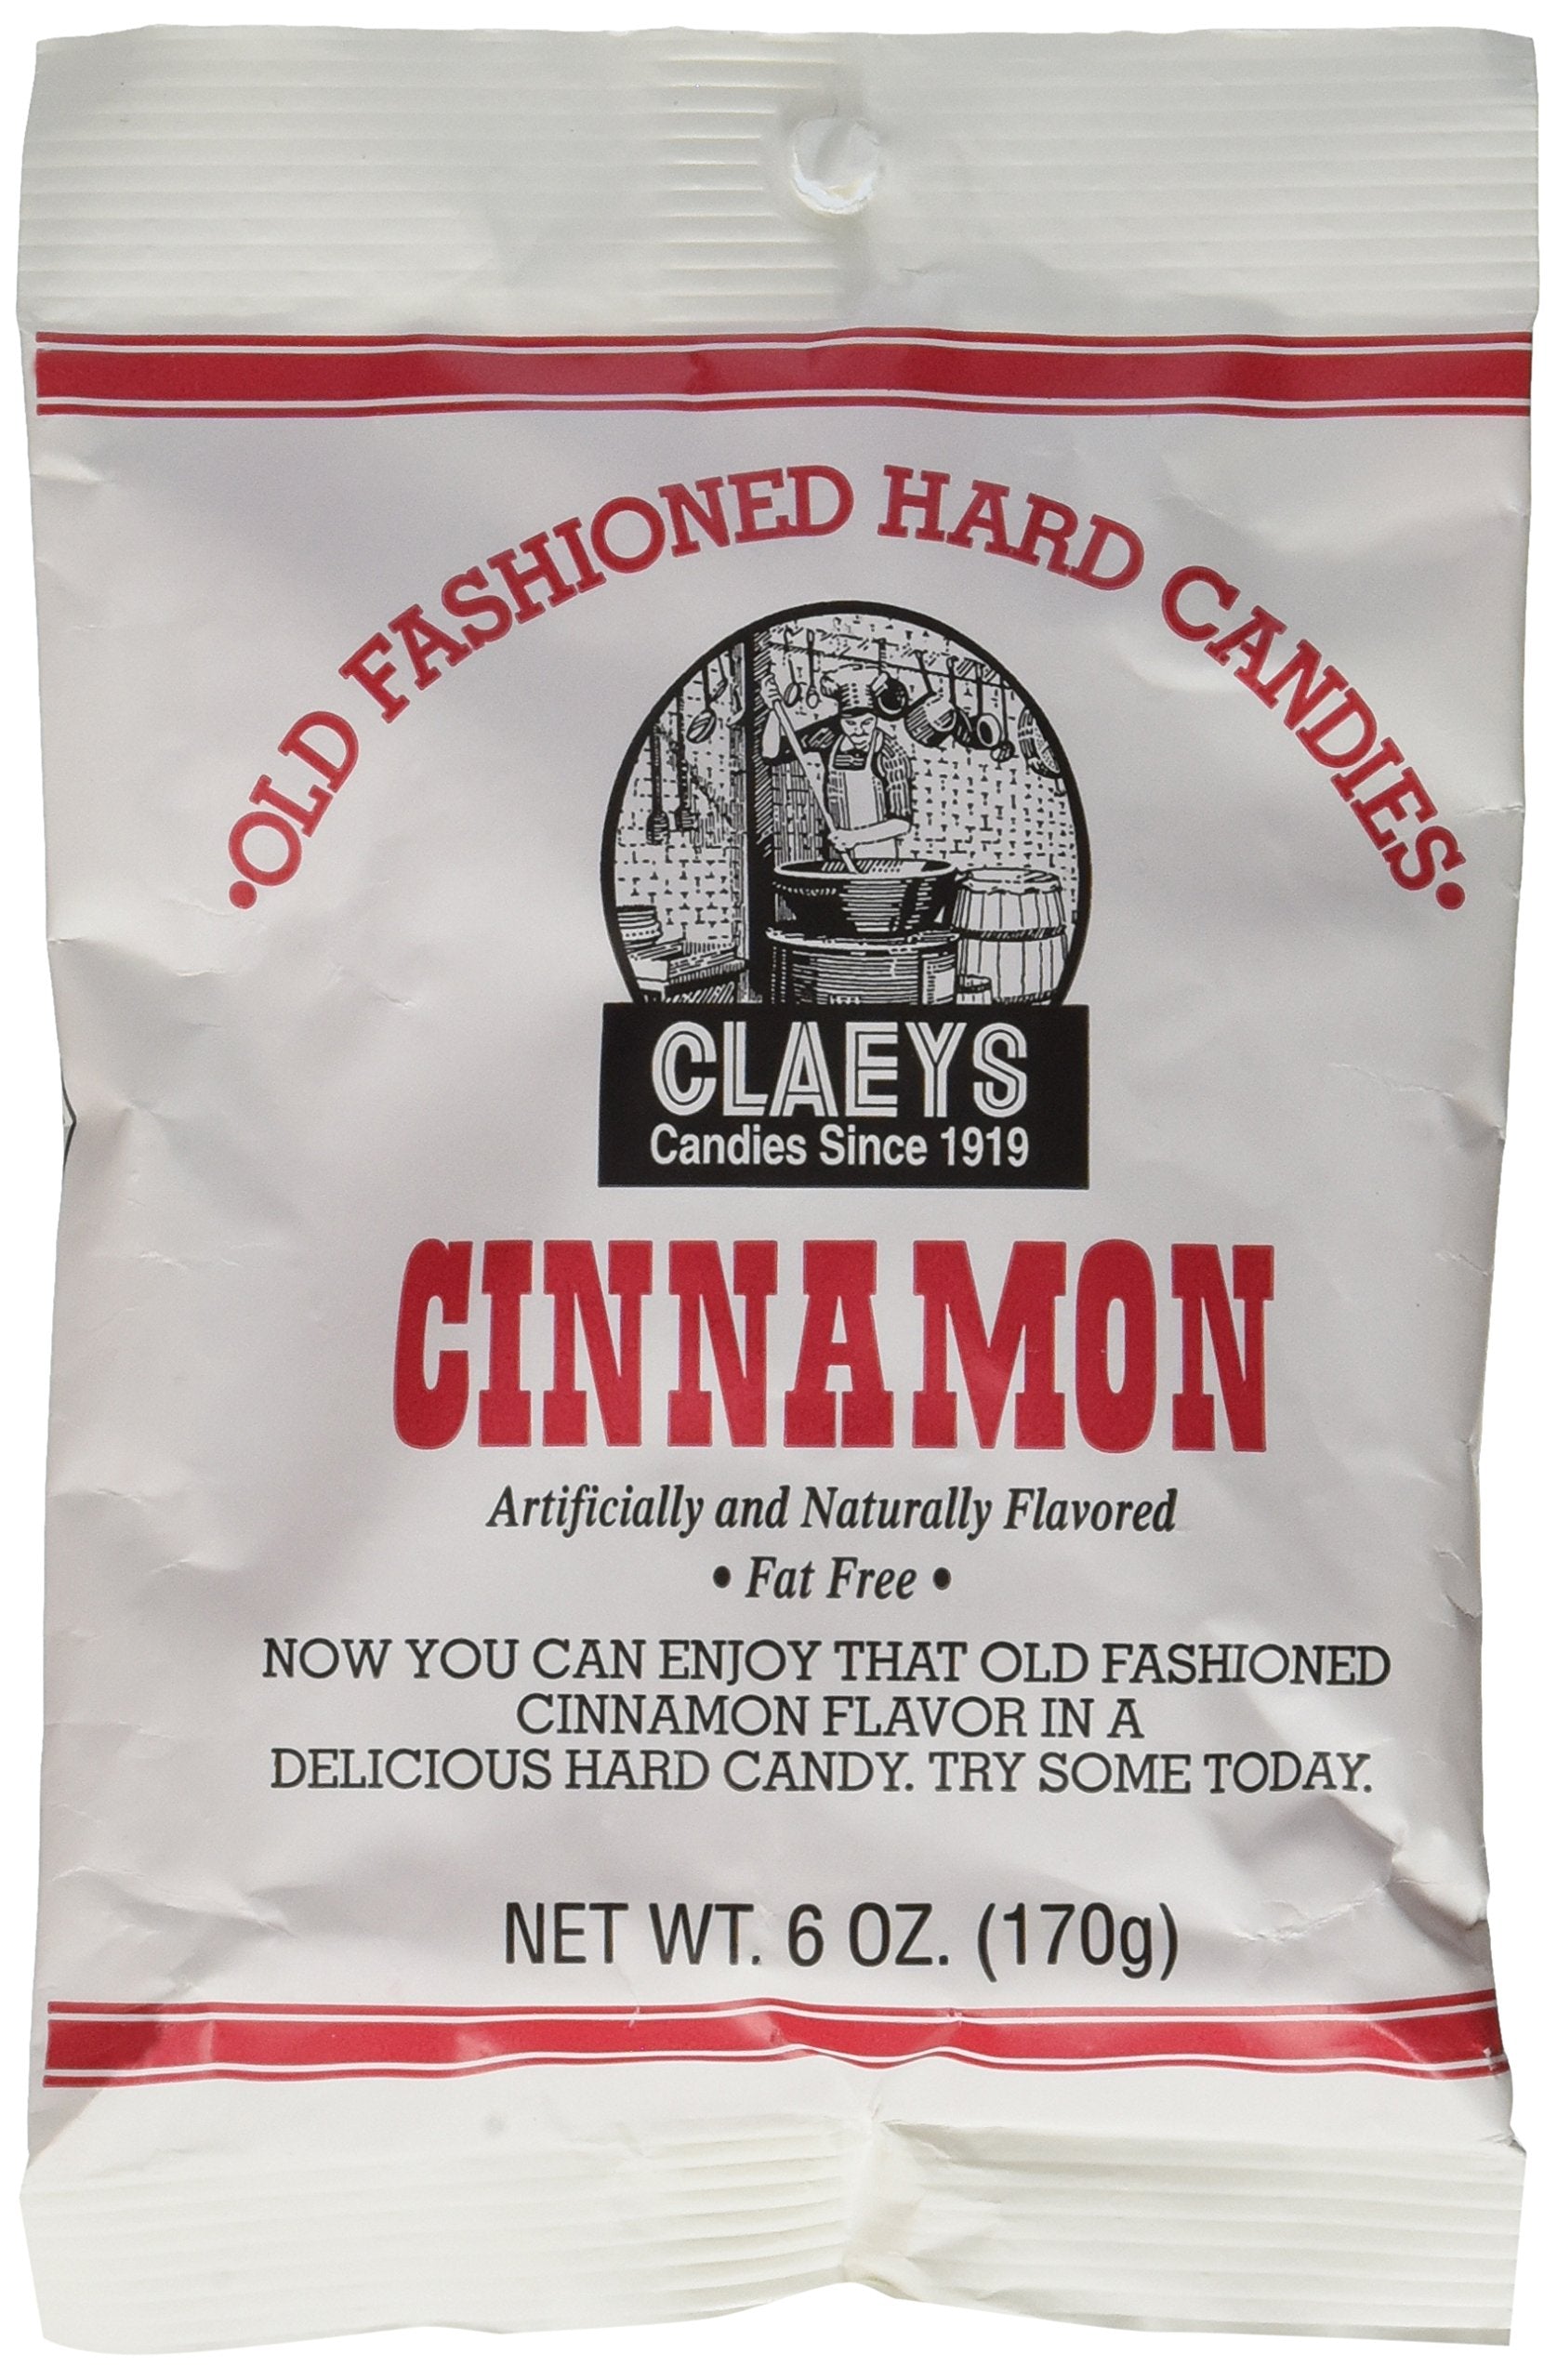 •OLD FASHIONED HARD CANDIES•
CLAEYS
Candies Since 1919
CINNAMON
Artificially and Naturally Flavored
• Fat Free •
NOW YOU CAN ENJOY THAT OLD FASHIONED
CINNAMON FLAVOR IN A
DELICIOUS HARD CANDY. TRY SOME TODAY.
NET WT. 6 OZ. (170g)